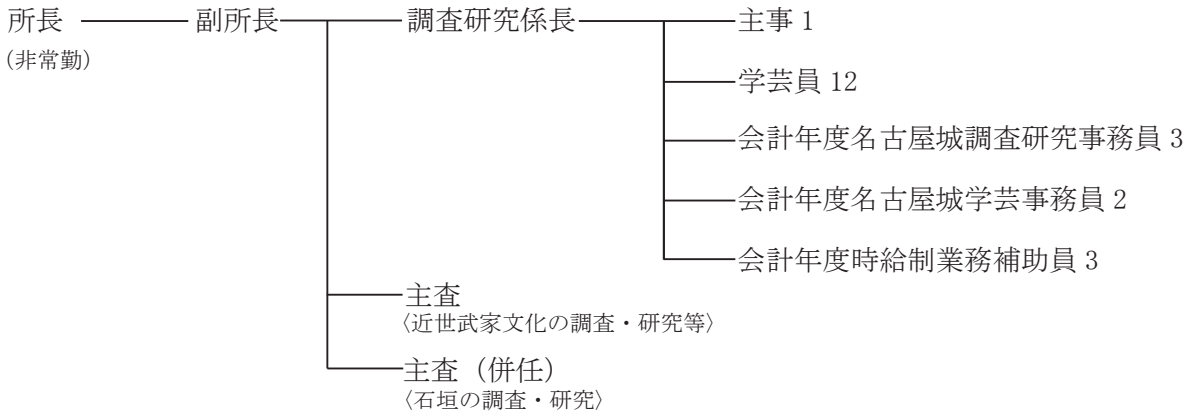 所長
(非常勤)
副所長
調査研究係長
主事 1
学芸員 12
会計年度名古屋城調査研究事務員 3
会計年度名古屋城学芸事務員 2
会計年度時給制業務補助員 3
主査
〈近世武家文化の調査・研究等〉
主査（併任）
〈石垣の調査・研究〉